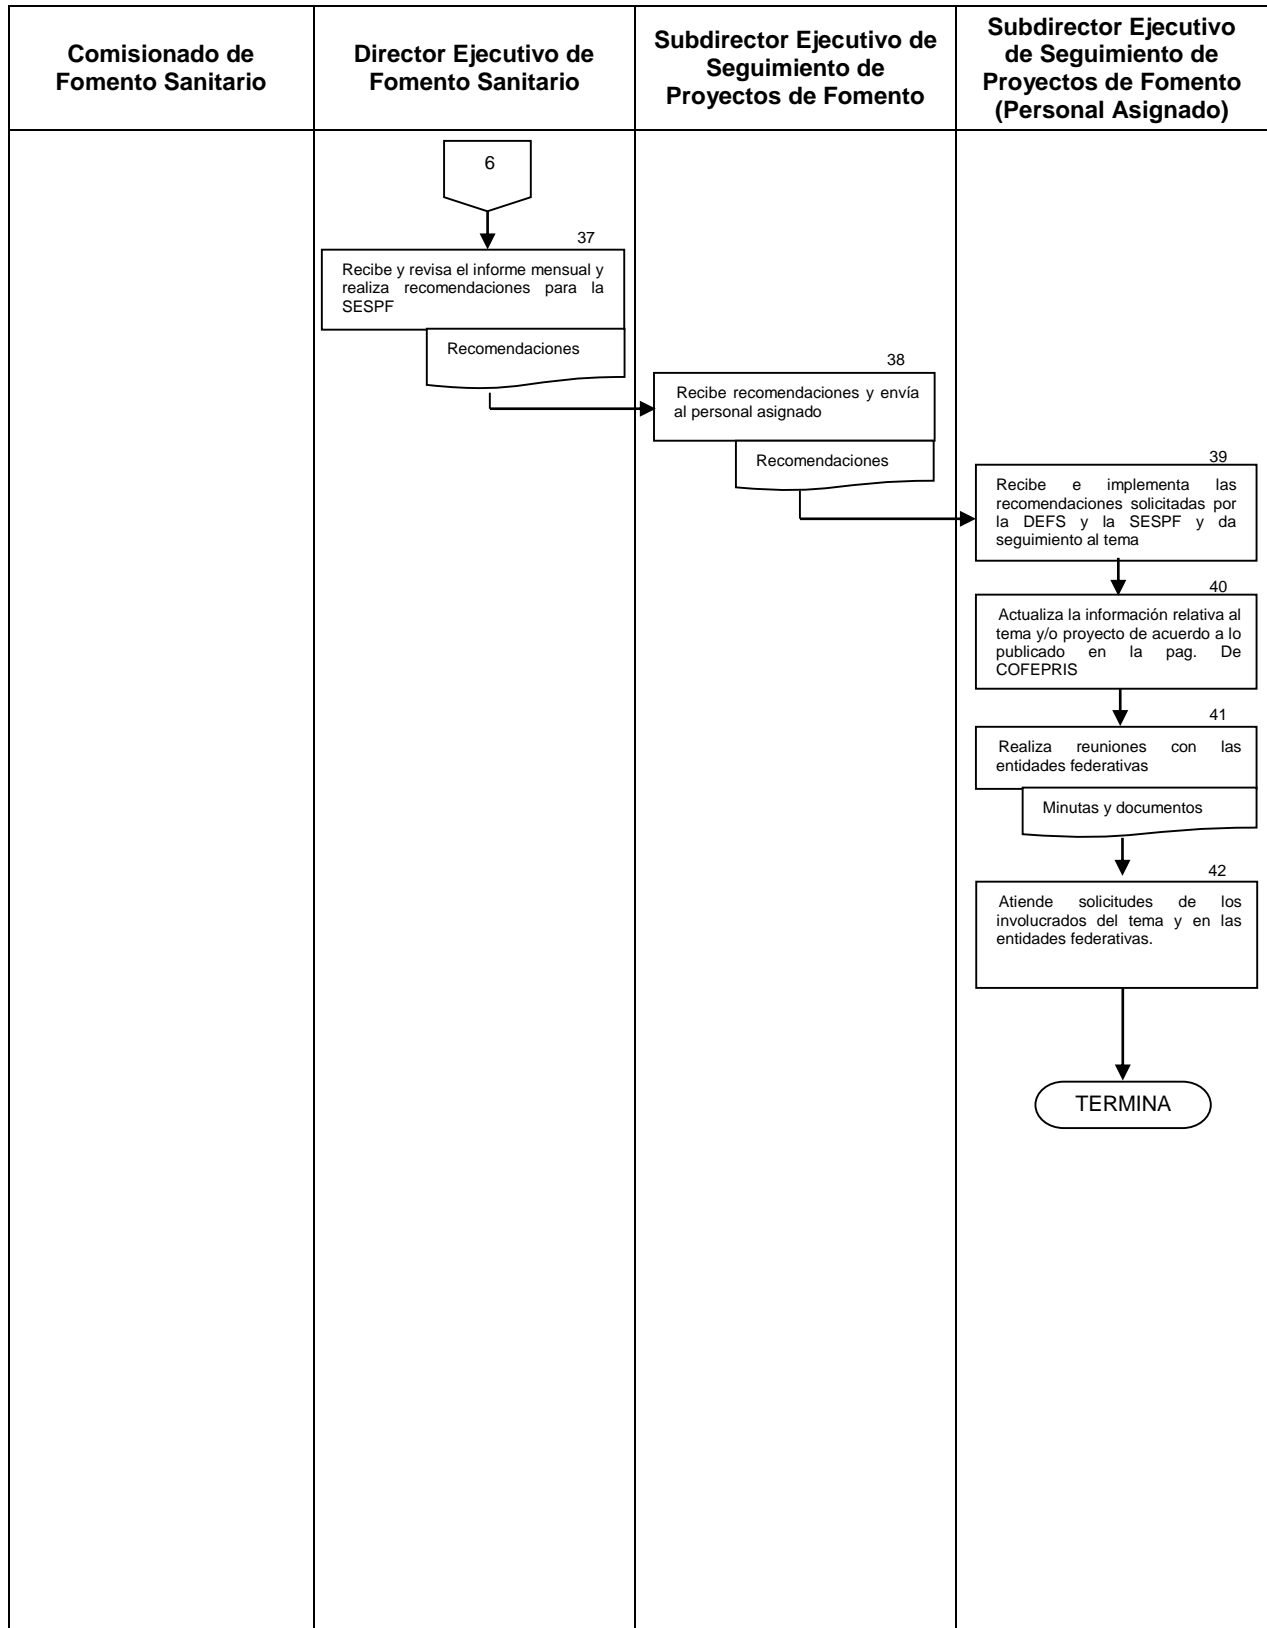 Comisionado de
Fomento Sanitario
Director Ejecutivo de
Fomento Sanitario
Subdirector Ejecutivo de
Seguimiento de
Proyectos de Fomento
Subdirector Ejecutivo
de Seguimiento de
Proyectos de Fomento
(Personal Asignado)
6
37
Recibe y revisa el informe mensual y
realiza recomendaciones para la
SESPF
Recomendaciones
38
Recibe recomendaciones y envía
al personal asignado
Recomendaciones
39
Recibe e implementa las
recomendaciones solicitadas por
la DEFS y la SESPF y da
seguimiento al tema
40
Actualiza la información relativa al
tema y/o proyecto de acuerdo a lo
publicado en la pag. De
COFEPRIS
41
Realiza reuniones con las
entidades federativas
Minutas y documentos
42
Atiende solicitudes de los
involucrados del tema y en las
entidades federativas.
TERMINA